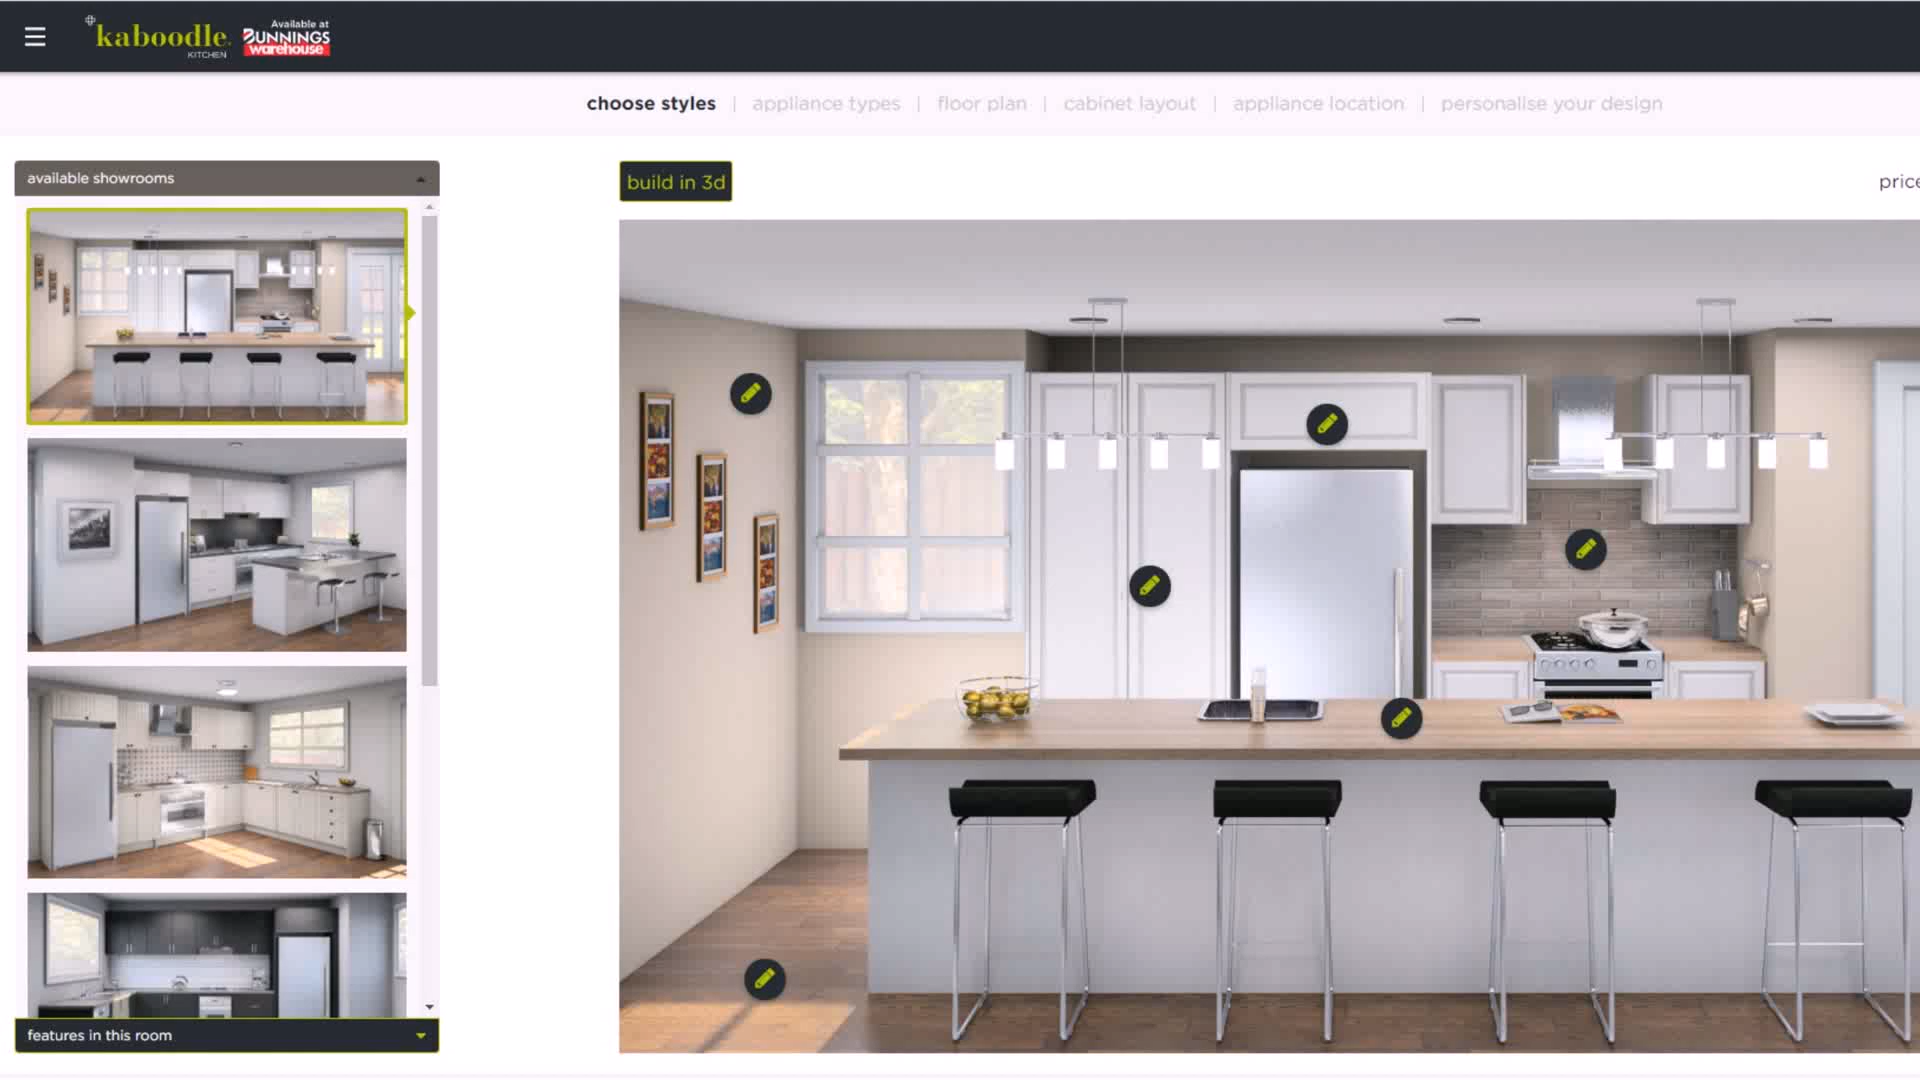 kaboodle
KITCHEN
Available at
BUNNINGS
warehouse
choose styles | appliance types | floor plan | cabinet layout | appliance location | personalise your design
available showrooms
build in 3d
price
features in this room